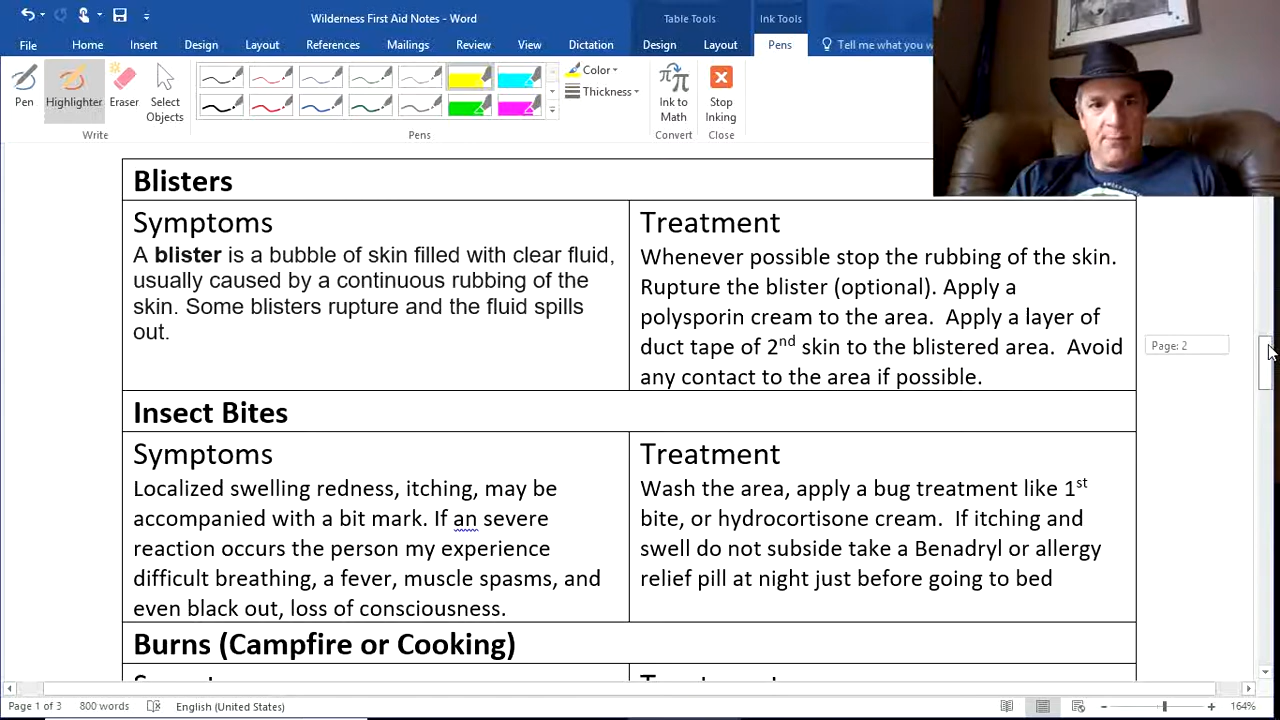 Wilderness First Aid Notes - Word
Table Tools
Ink Tools
File
Home
Insert
Design
Layout
References
Mailings
Review
View
Dictation
Design
Layout
Pens
Tell me what you w
Pen
Highlighter
Eraser
Select Objects
Write
Pens
Color
Thickness
Ink to Math
Convert
Stop Inking
Close
Blisters
Symptoms
A blister is a bubble of skin filled with clear fluid,
usually caused by a continuous rubbing of the
skin. Some blisters rupture and the fluid spills
out.
Treatment
Whenever possible stop the rubbing of the skin.
Rupture the blister (optional). Apply a
polysporin cream to the area. Apply a layer of
duct tape of 2nd skin to the blistered area. Avoid
any contact to the area if possible.
Page: 2
Insect Bites
Symptoms
Localized swelling redness, itching, may be
accompanied with a bit mark. If an severe
reaction occurs the person my experience
difficult breathing, a fever, muscle spasms, and
even black out, loss of consciousness.
Treatment
Wash the area, apply a bug treatment like 1st
bite, or hydrocortisone cream. If itching and
swell do not subside take a Benadryl or allergy
relief pill at night just before going to bed
Burns (Campfire or Cooking)
Page 1 of 3
800 words
English (United States)
164%